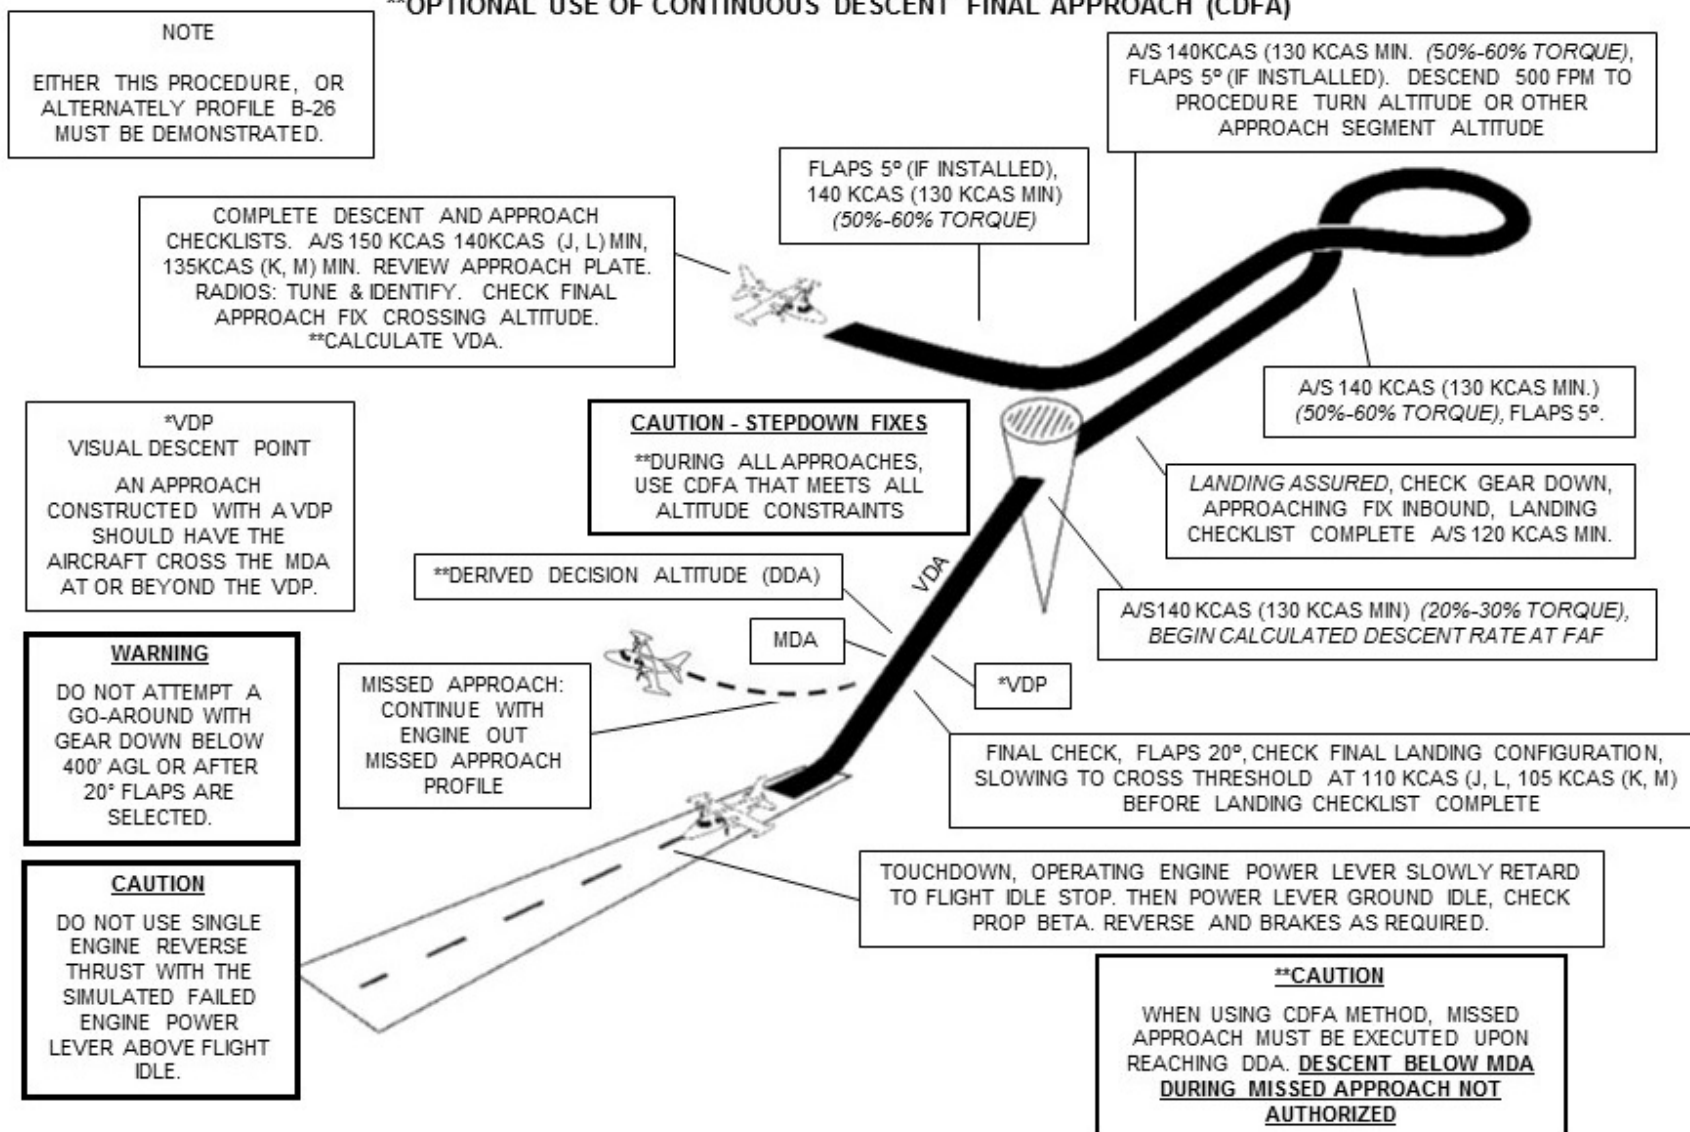 **OPTIONAL USE OF CONTINUOUS DESCENT FINAL APPROACH (CDFA)
NOTE
EITHER THIS PROCEDURE, OR
ALTERNATELY PROFILE B-26
MUST BE DEMONSTRATED.
A/S 140KCAS (130 KCAS MIN. (50%-60% TORQUE),
FLAPS 5º (IF INSTLALLED). DESCEND 500 FPM TO
PROCEDURE TURN ALTITUDE OR OTHER
APPROACH SEGMENT ALTITUDE
FLAPS 5º (IF INSTALLED),
140 KCAS (130 KCAS MIN)
(50%-60% TORQUE)
COMPLETE DESCENT AND APPROACH
CHECKLISTS. A/S 150 KCAS 140KCAS (J, L) MIN,
135KCAS (K, M) MIN. REVIEW APPROACH PLATE.
RADIOS: TUNE & IDENTIFY. CHECK FINAL
APPROACH FIX CROSSING ALTITUDE.
**CALCULATE VDA.
A/S 140 KCAS (130 KCAS MIN.)
(50%-60% TORQUE), FLAPS 5º.
*VDP
VISUAL DESCENT POINT
AN APPROACH
CONSTRUCTED WITH A VDP
SHOULD HAVE THE
AIRCRAFT CROSS THE MDA
AT OR BEYOND THE VDP.
CAUTION - STEPDOWN FIXES
**DURING ALL APPROACHES,
USE CDFA THAT MEETS ALL
ALTITUDE CONSTRAINTS
LANDING ASSURED, CHECK GEAR DOWN,
APPROACHING FIX INBOUND, LANDING
CHECKLIST COMPLETE A/S 120 KCAS MIN.
VDA
**DERIVED DECISION ALTITUDE (DDA)
A/S140 KCAS (130 KCAS MIN) (20%-30% TORQUE),
BEGIN CALCULATED DESCENT RATE AT FAF
MDA
*VDP
WARNING
DO NOT ATTEMPT A
GO-AROUND WITH
GEAR DOWN BELOW
400' AGL OR AFTER
20° FLAPS ARE
SELECTED.
MISSED APPROACH:
CONTINUE WITH
ENGINE OUT
MISSED APPROACH
PROFILE
FINAL CHECK, FLAPS 20º, CHECK FINAL LANDING CONFIGURATION,
SLOWING TO CROSS THRESHOLD AT 110 KCAS (J, L, 105 KCAS (K, M)
BEFORE LANDING CHECKLIST COMPLETE
TOUCHDOWN, OPERATING ENGINE POWER LEVER SLOWLY RETARD
TO FLIGHT IDLE STOP. THEN POWER LEVER GROUND IDLE, CHECK
PROP BETA. REVERSE AND BRAKES AS REQUIRED.
CAUTION
DO NOT USE SINGLE
ENGINE REVERSE
THRUST WITH THE
SIMULATED FAILED
ENGINE POWER
LEVER ABOVE FLIGHT
IDLE.
**CAUTION
WHEN USING CDFA METHOD, MISSED
APPROACH MUST BE EXECUTED UPON
REACHING DDA. DESCENT BELOW MDA
DURING MISSED APPROACH NOT
AUTHORIZED